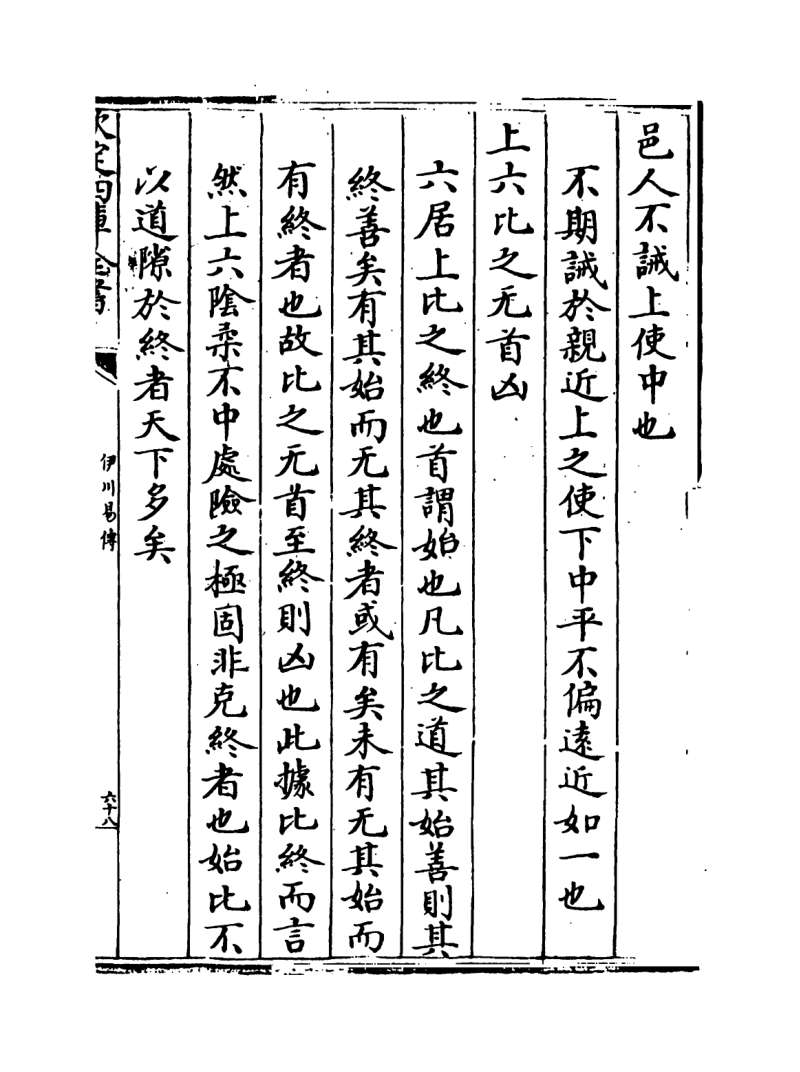 邑人不誡上使中也
不期誡於親近上之使下中平不偏遠近如一也
上六比之无首凶
六居上比之終也首謂始也凡比之道其始善則其
終善矣有其始而无其終者或有矣未有无其始而
有終者也故比之无首至終則凶也此據比終而言
然上六陰柔不中處險之極固非克終者也始比不
以道隙於終者天下多矣
欽定四庫全書
伊川易傳
六十八